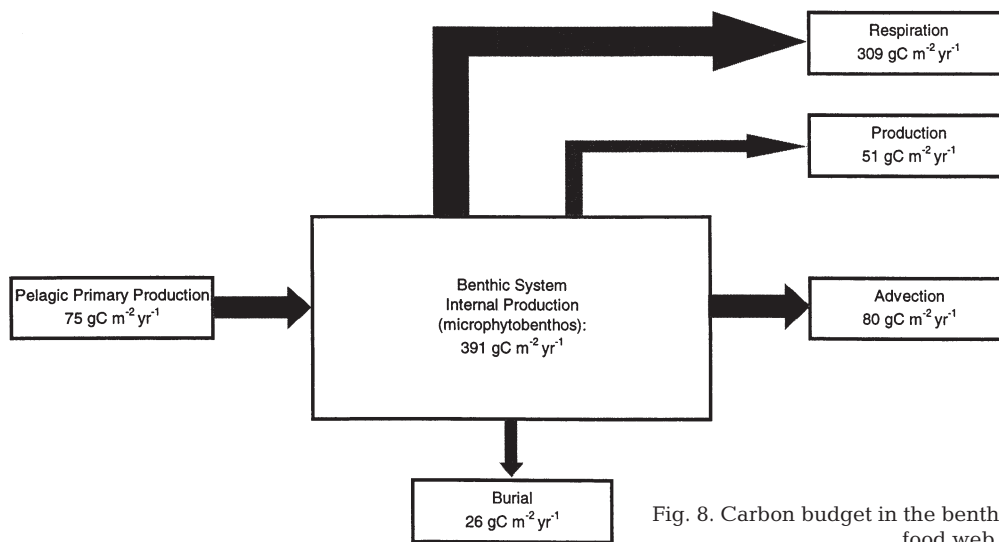 Respiration
309 gC m-2 yr-1
Production
51 gC m-2 yr-1
Pelagic Primary Production
75 gC m-2 yr-1
Benthic System
Internal Production
(microphytobenthos):
391 gC m-2 yr-1
Advection
80 gC m-2 yr-1
Burial
26 gC m-2 yr-1
Fig. 8. Carbon budget in the benth
food web